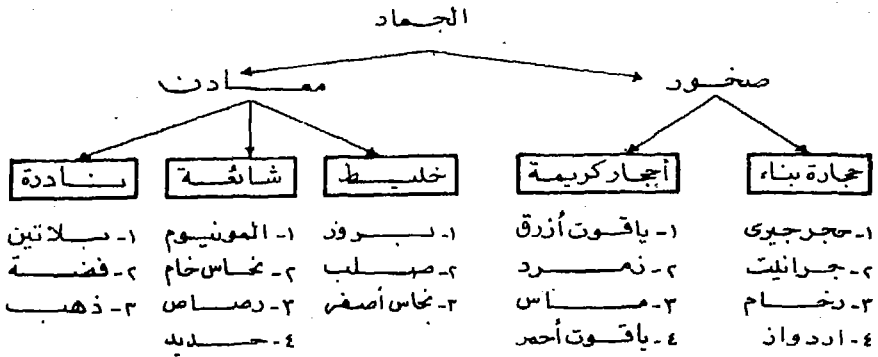 الجماد
صخور
معادن
حجارة بناء
أحجار كريمة
خليط
شائعة
نادرة
١- حجر جيرى
٢- جرانيت
٣- رخام
٤- اردواز
١- ياقوت أزرق
٢- زمرد
٣- ماس
٤- ياقوت أحمر
١- برونز
٢- صلب
٣- نحاس أصفر
١- المونيوم
٢- نحاس خام
٣- رصاص
٤- حديد
١- بلاتين
٢- فضة
٣- ذهب